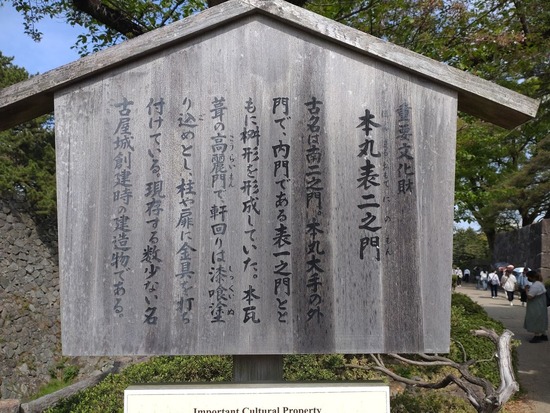 重要文化財
本丸表二之門
古名は南二之門。本丸大手の外
門で、内門である表一之門とと
もに桝形を形成していた。本瓦
葺の高麗門で、軒回りは漆喰塗
り込めとし、柱や扉に金具を打ち
付けている。現存する数少ない名
古屋城創建時の建造物である。
Important Cultural Property